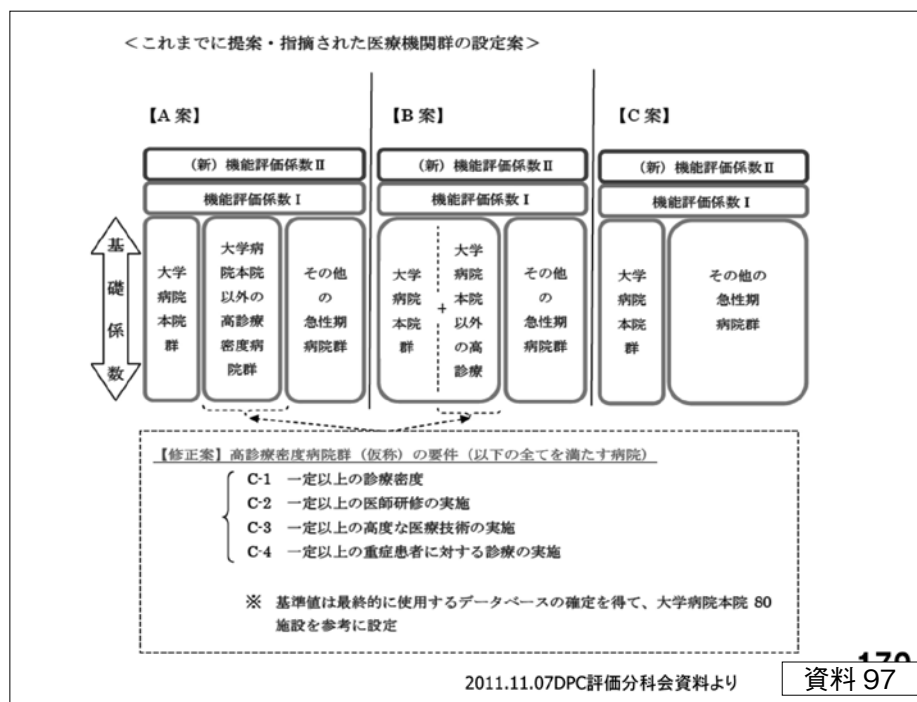 ＜これまでに提案・指摘された医療機関群の設定案＞
【A 案】
【B 案】
【C 案】
（新）機能評価係数Ⅱ
（新）機能評価係数Ⅱ
（新）機能評価係数Ⅱ
機能評価係数Ⅰ
機能評価係数Ⅰ
機能評価係数Ⅰ
基
礎
係
数
大学
病院
本院
群
大学病
院本院
以外の
高診療
密度病
院群
その他
の
急性期
病院群
大学
病院
本院
群
+
大学
病院
本院
以外
の高
診療
その他
の
急性期
病院群
大学
病院
本院
群
その他の
急性期
病院群
【修正案】高診療密度病院群（仮称）の要件（以下の全てを満たす病院）
C-1 一定以上の診療密度
C-2 一定以上の医師研修の実施
C-3 一定以上の高度な医療技術の実施
C-4 一定以上の重症患者に対する診療の実施
※ 基準値は最終的に使用するデータベースの確定を得て、大学病院本院 80
施設を参考に設定
2011.11.07DPC評価分科会資料より
資料 97